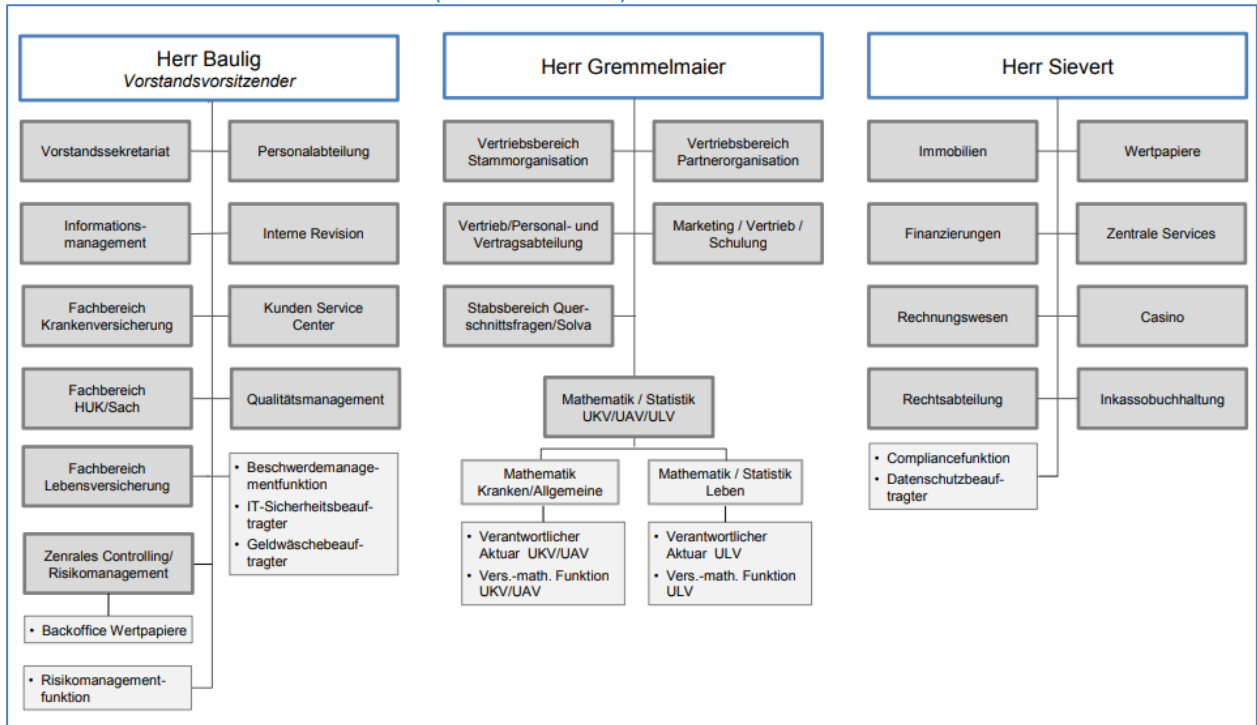 Herr Baulig
Vorstandsvorsitzender
Vorstandssekretariat
Personalabteilung
Informations-
management
Interne Revision
Fachbereich
Krankenversicherung
Kunden Service
Center
Fachbereich
HUK/Sach
Qualitätsmanagement
Fachbereich
Lebensversicherung
• Beschwerdemanage-
mentfunktion
• IT-Sicherheitsbeauf-
tragter
• Geldwäschebeauf-
tragter
Zenrales Controlling/
Risikomanagement
• Backoffice Wertpapiere
• Risikomanagement-
funktion
Herr Gremmelmaier
Vertriebsbereich
Stammorganisation
Vertriebsbereich
Partnerorganisation
Vertrieb/Personal- und
Vertragsabteilung
Marketing / Vertrieb /
Schulung
Stabsbereich Quer-
schnittsfragen/Solva
Mathematik / Statistik
UKV/UAV/ULV
Mathematik
Kranken/Allgemeine
Mathematik / Statistik
Leben
• Verantwortlicher
Aktuar UKV/UAV
• Vers.-math. Funktion
UKV/UAV
• Verantwortlicher
Aktuar ULV
• Vers.-math. Funktion
ULV
Herr Sievert
Immobilien
Wertpapiere
Finanzierungen
Zentrale Services
Rechnungswesen
Casino
Rechtsabteilung
Inkassobuchhaltung
• Compliancefunktion
• Datenschutzbeauf-
tragter